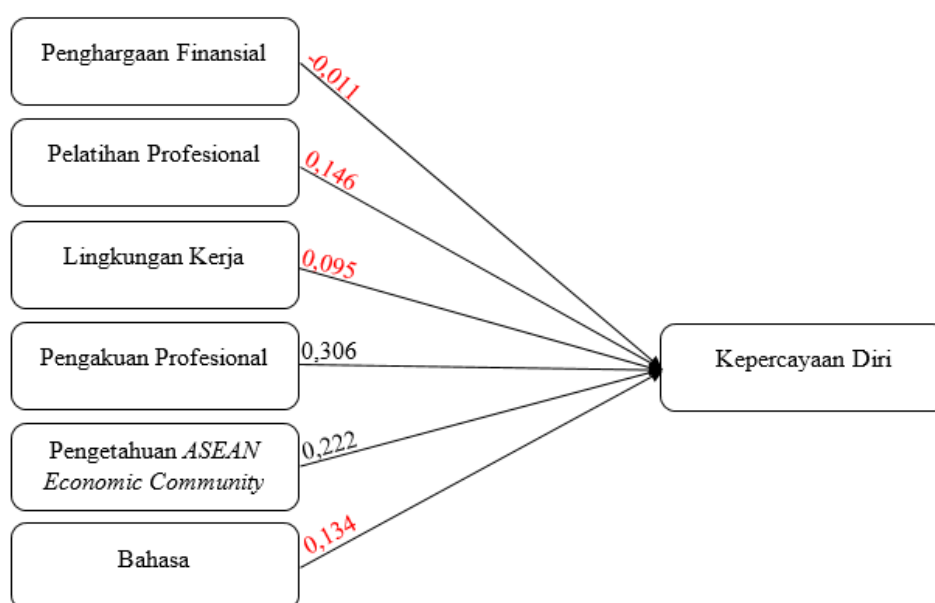 Penghargaan Finansial
-0,011
Pelatihan Profesional
0,146
Lingkungan Kerja
0,095
Pengakuan Profesional
0,306
Pengetahuan ASEAN
Economic Community
0,222
Bahasa
0,134
Kepercayaan Diri